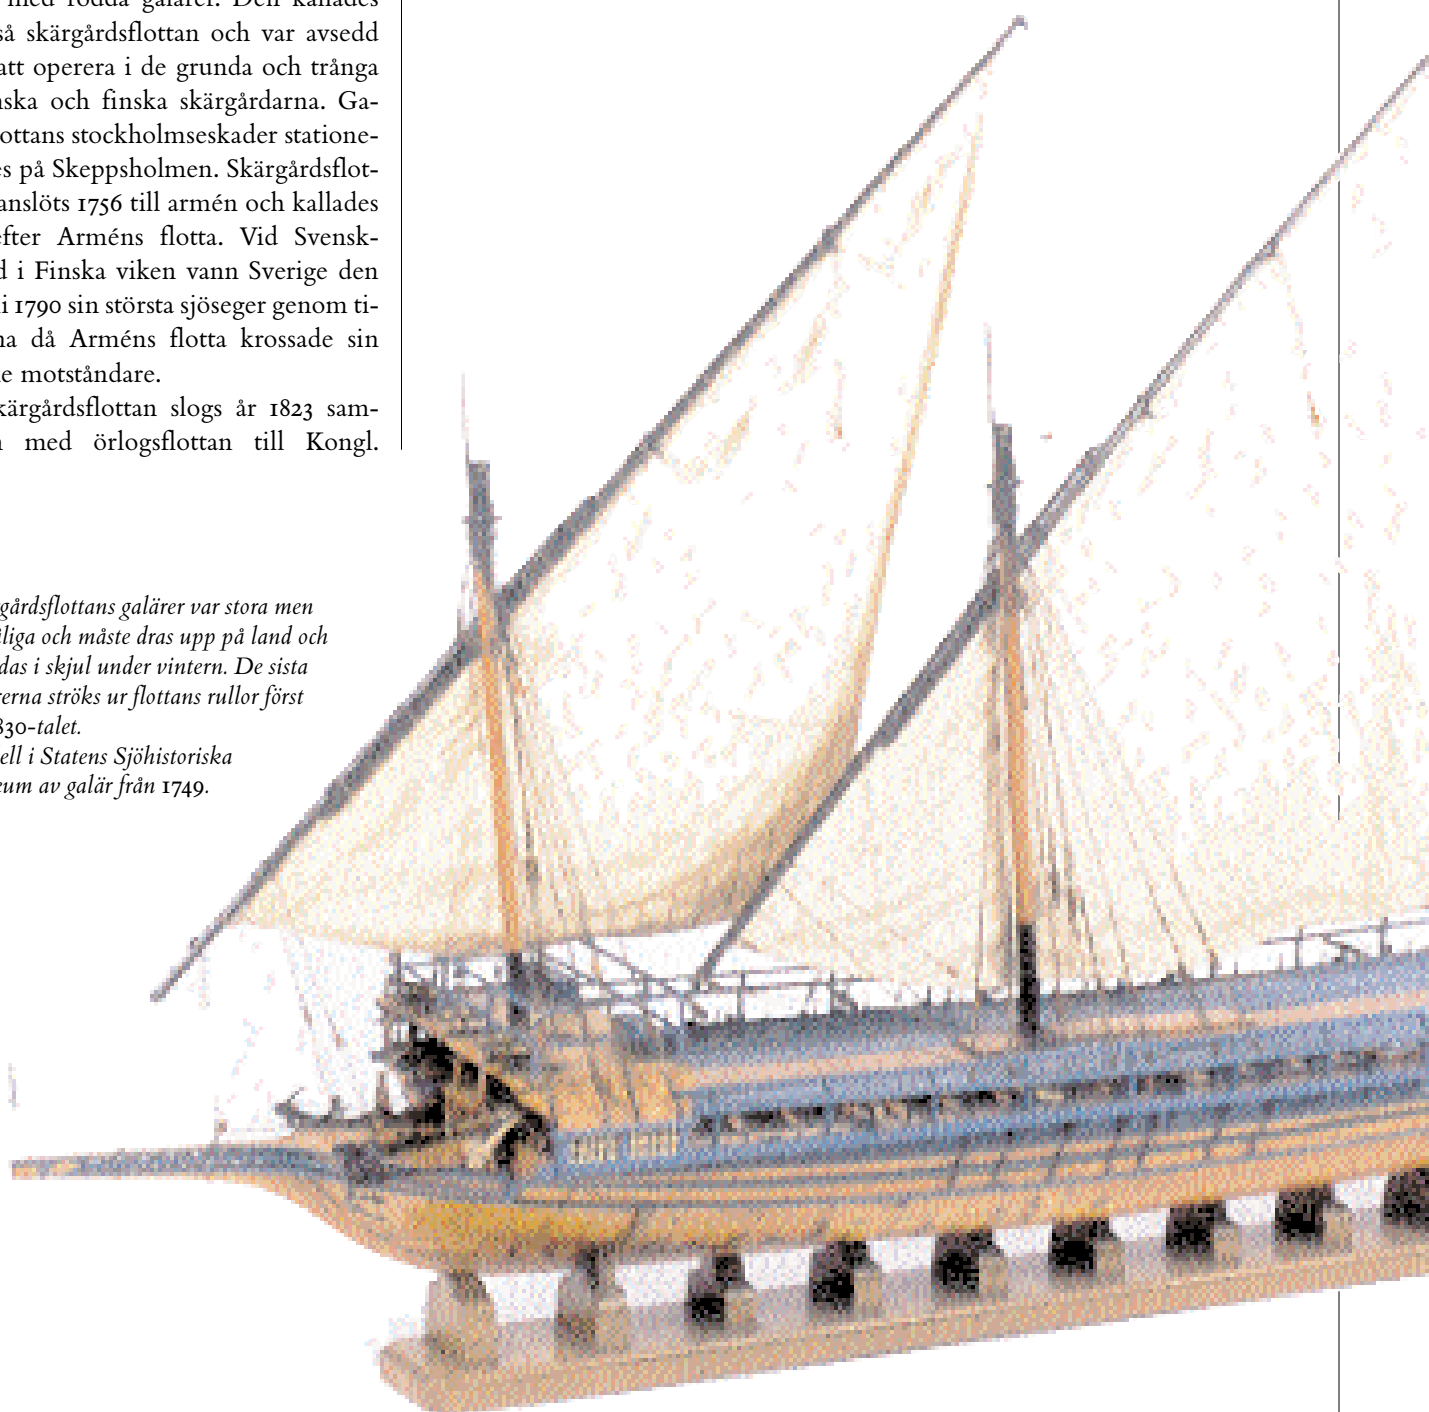 med rodda galärer. Den kallades
så skärgårdsflottan och var avsedd
att operera i de grunda och trånga
ska och finska skärgårdarna. Ga-
ottans stockholmseskader statione-
es på Skeppsholmen. Skärgårdsflot-
anslöts 1756 till armén och kallades
efter Arméns flotta. Vid Svensk-
d i Finska viken vann Sverige den
i 1790 sin största sjöseger genom ti-
na då Arméns flotta krossade sin
e motståndare.
kärgårdsflottan slogs år 1823 sam-
med örlogsflottan till Kongl.
gårdsflottans galärer var stora men
liga och måste dras upp på land och
das i skjul under vintern. De sista
rerna ströks ur flottans rullor först
830-talet.
ell i Statens Sjöhistoriska
eum av galär från 1749.